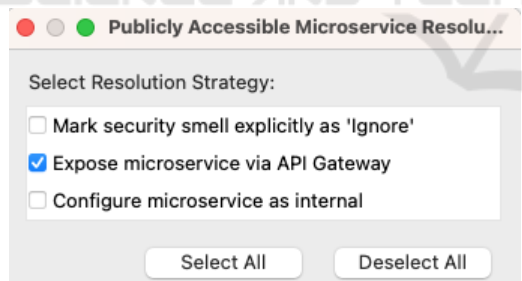 Publicly Accessible Microservice Resolu...
Select Resolution Strategy:
Mark security smell explicitly as 'Ignore'
Expose microservice via API Gateway
Configure microservice as internal
Select All Deselect All